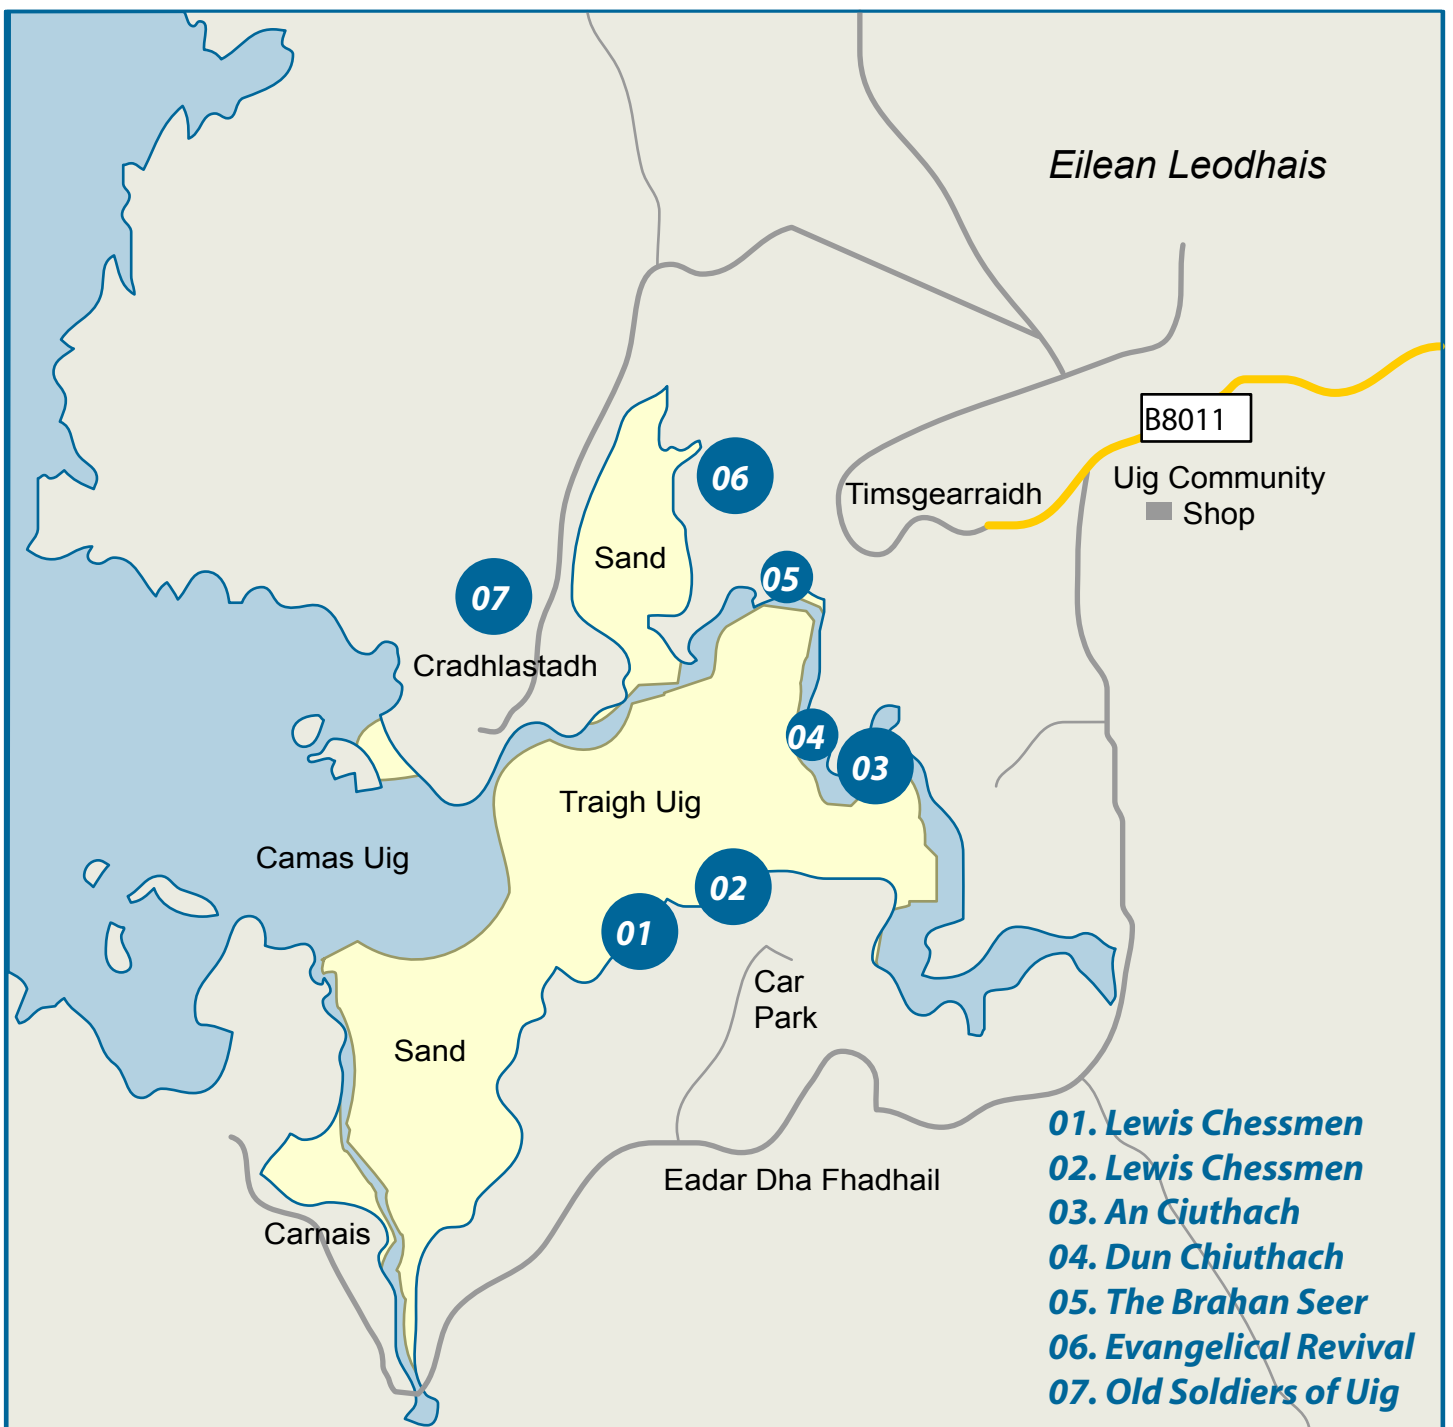 Eilean Leodhais
B8011
Uig Community
Shop
Timsgearraidh
06
Sand
05
07
Cradhlastadh
04
03
Traigh Uig
Camas Uig
02
01
Car
Park
Sand
Eadar Dha Fhadhail
Carnais
01. Lewis Chessmen
02. Lewis Chessmen
03. An Ciuthach
04. Dun Chiuthach
05. The Brahan Seer
06. Evangelical Revival
07. Old Soldiers of Uig